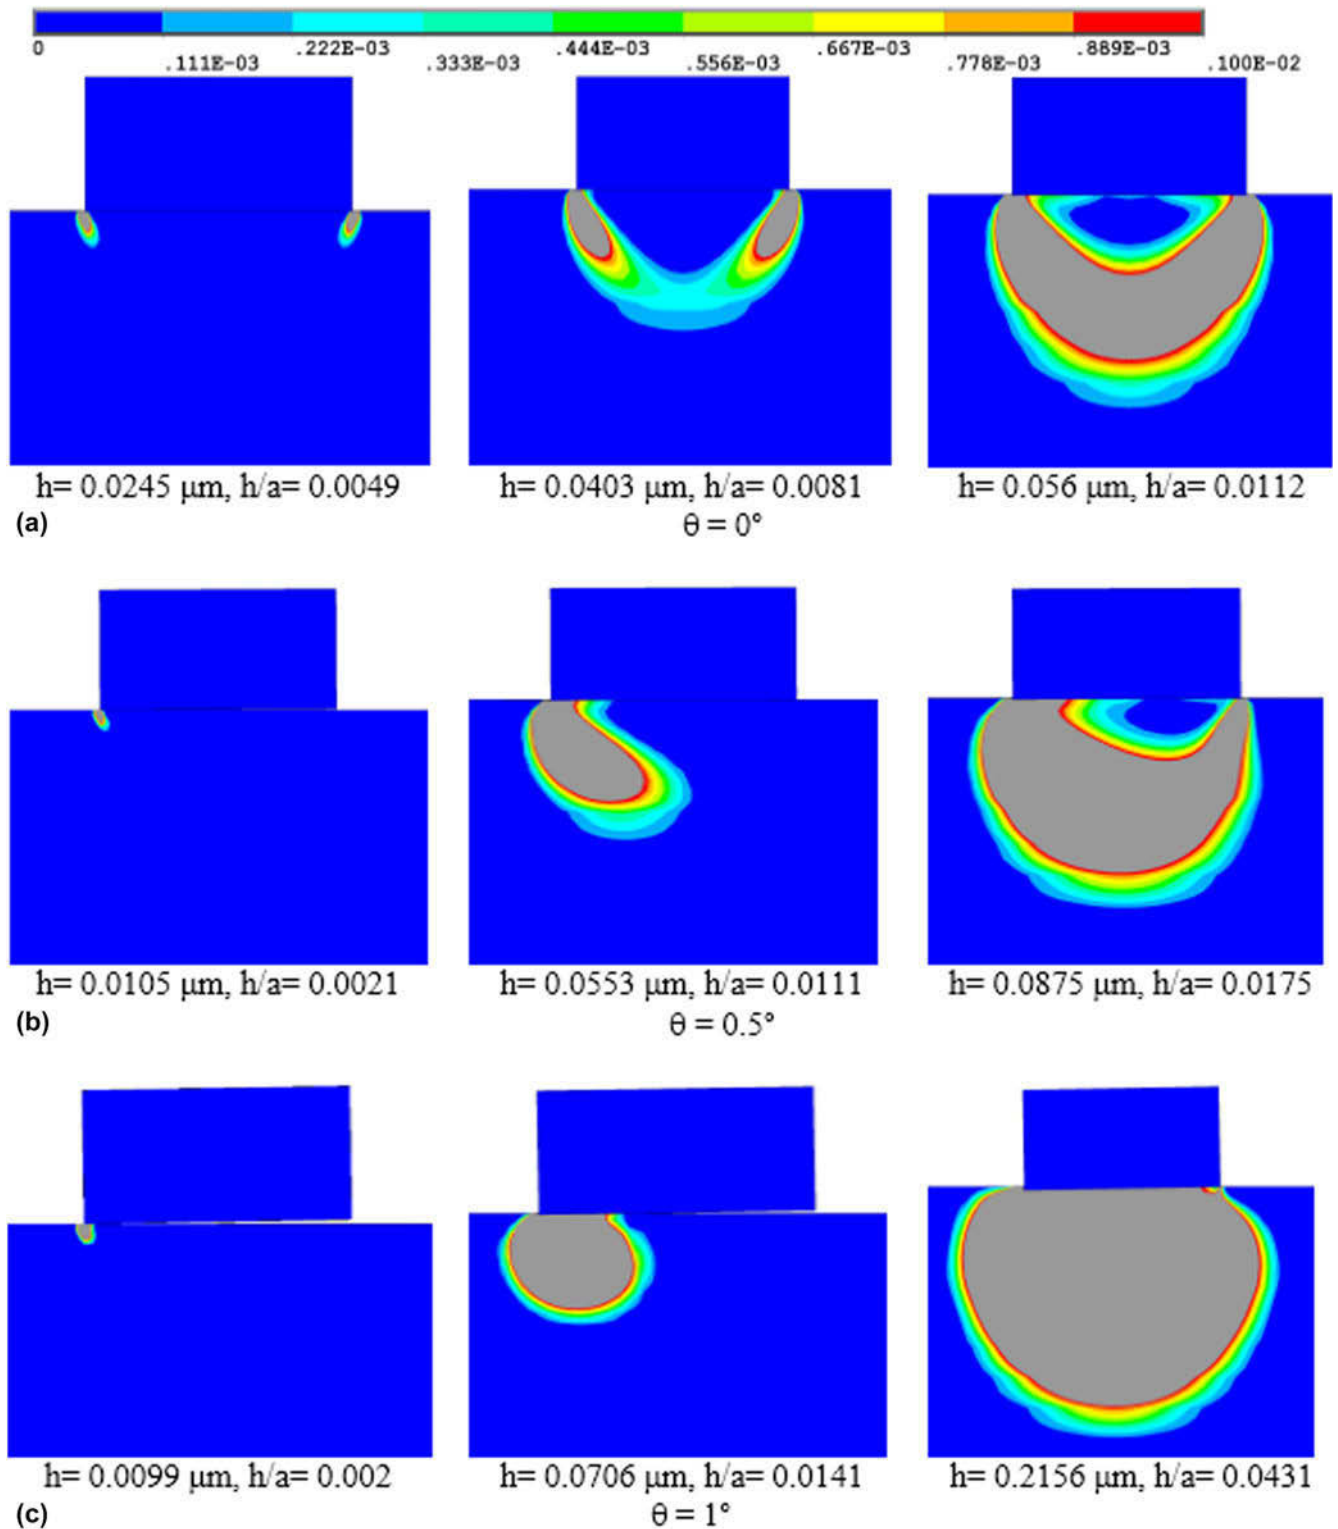 0 .222E-03 .444E-03 .667E-03 .889E-03
.111E-03 .333E-03 .556E-03 .778E-03 .100E-02
h= 0.0245 μm, h/a= 0.0049 h= 0.0403 μm, h/a= 0.0081 h= 0.056 μm, h/a= 0.0112
(a) θ = 0°
h= 0.0105 μm, h/a= 0.0021 h= 0.0553 μm, h/a= 0.0111 h= 0.0875 μm, h/a= 0.0175
(b) θ = 0.5°
h= 0.0099 μm, h/a= 0.002 h= 0.0706 μm, h/a= 0.0141 h= 0.2156 μm, h/a= 0.0431
(c) θ = 1°